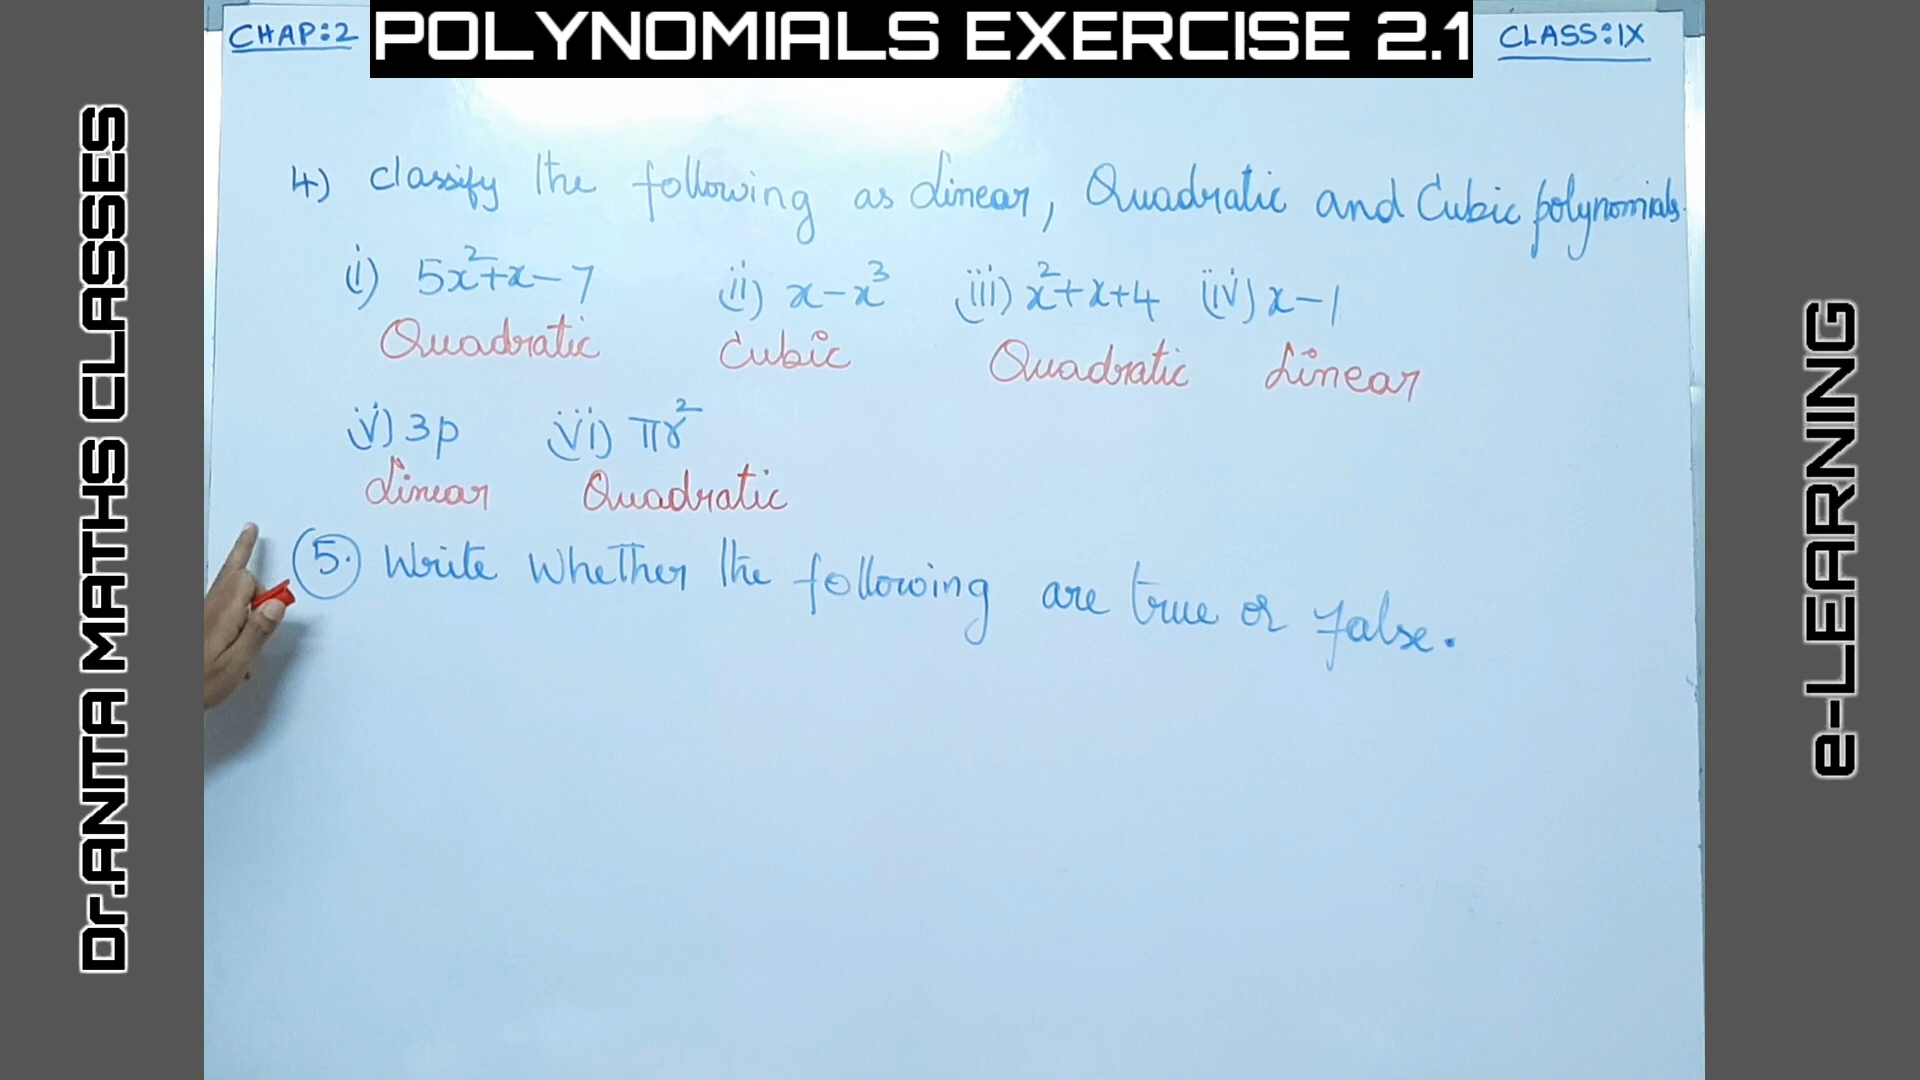 CHAP:2 POLYNOMIALS EXERCISE 2.1 CLASS:IX
4) Classify the following as Linear, Quadratic and Cubic polynomials.
(i) 5x²+x-7 (ii) x-x³ (iii) x²+x+4 (iv) x-1
Quadratic Cubic Quadratic Linear
(v) 3p (vi) πr²
Linear Quadratic
5. Write whether the following are true or false.
Dr.ANITA MATHS CLASSES
e-LEARNING